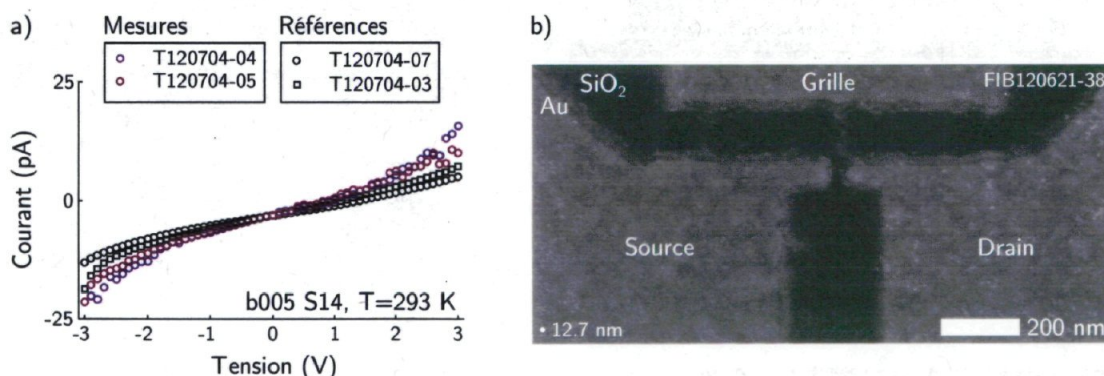 a)
Mesures
Références
T120704-04
T120704-05
T120704-07
T120704-03
25
0
-25
Courant (pA)
-3
-2
-1
0
1
2
3
Tension (V)
b005 S14, T=293 K
b)
SiO₂
Grille
FIB120621-38
Au
Source
Drain
• 12.7 nm
200 nm